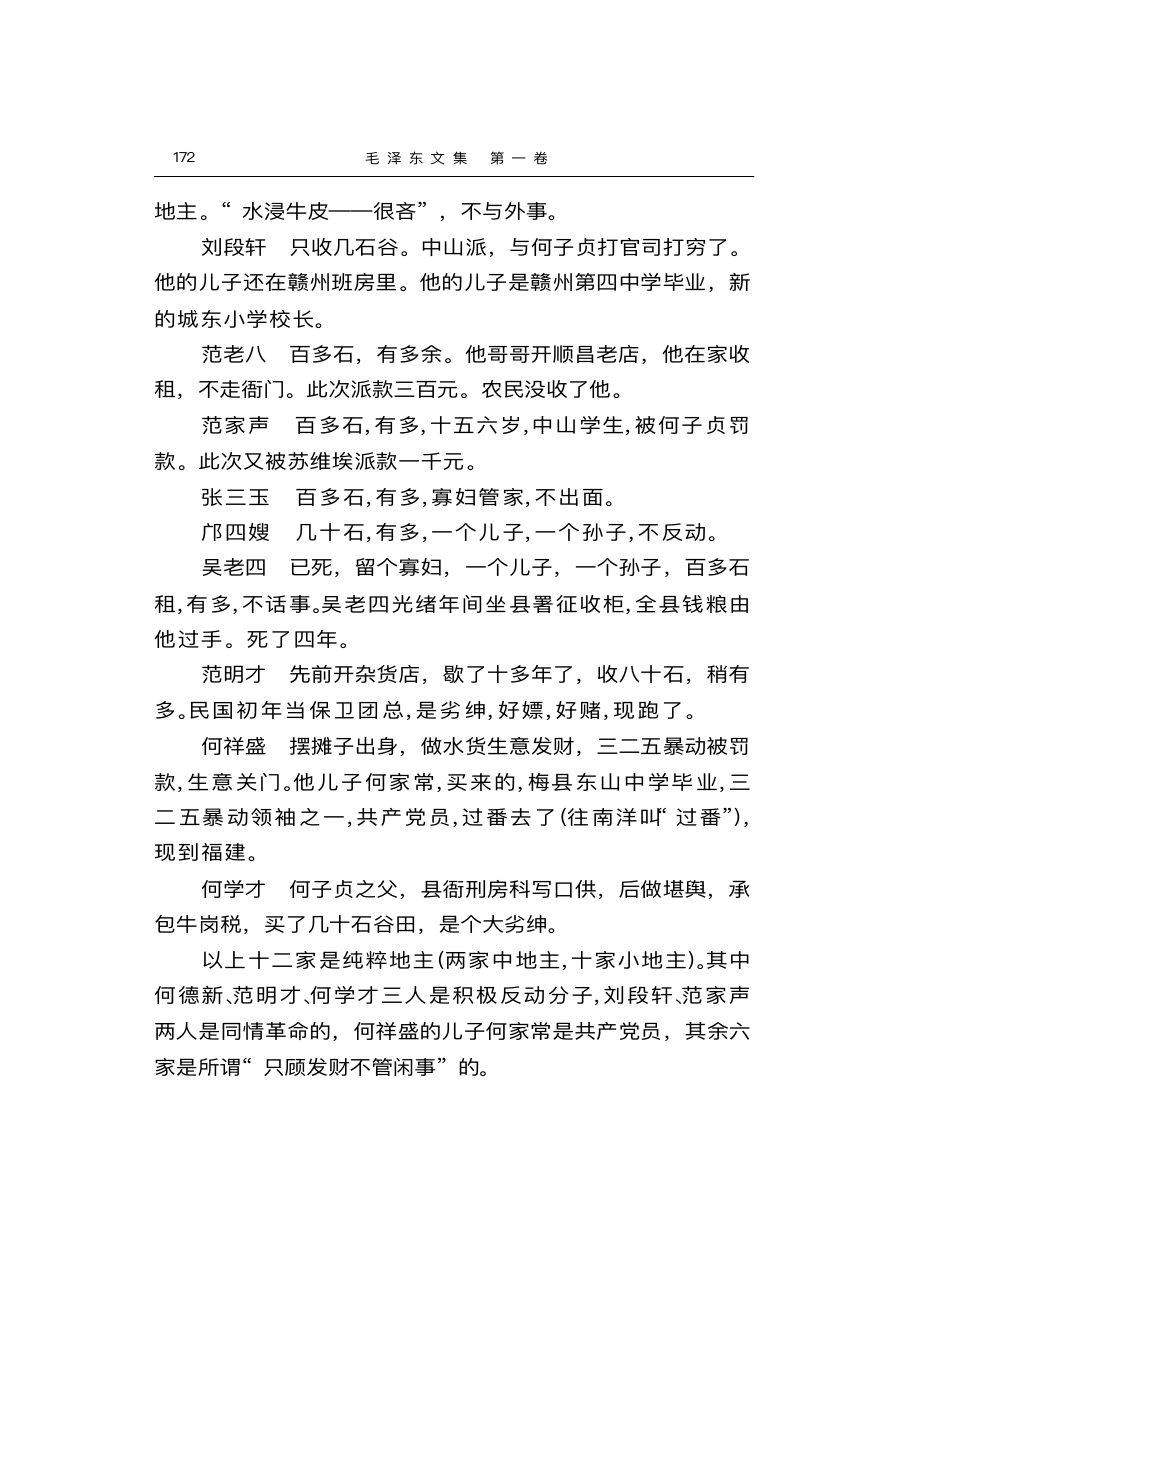 172 毛泽东文集 第一卷
地主。“水浸牛皮——很吝”，不与外事。
刘段轩 只收几石谷。中山派，与何子贞打官司打穷了。
他的儿子还在赣州班房里。他的儿子是赣州第四中学毕业，新
的城东小学校长。
范老八 百多石，有多余。他哥哥开顺昌老店，他在家收
租，不走衙门。此次派款三百元。农民没收了他。
范家声 百多石,有多,十五六岁,中山学生,被何子贞罚
款。此次又被苏维埃派款一千元。
张三玉 百多石,有多,寡妇管家,不出面。
邝四嫂 几十石,有多,一个儿子,一个孙子,不反动。
吴老四 已死，留个寡妇，一个儿子，一个孙子，百多石
租,有多,不话事。吴老四光绪年间坐县署征收柜,全县钱粮由
他过手。死了四年。
范明才 先前开杂货店，歇了十多年了，收八十石，稍有
多。民国初年当保卫团总,是劣绅,好嫖,好赌,现跑了。
何祥盛 摆摊子出身，做水货生意发财，三二五暴动被罚
款,生意关门。他儿子何家常,买来的,梅县东山中学毕业,三
二五暴动领袖之一,共产党员,过番去了(往南洋叫“过番”),
现到福建。
何学才 何子贞之父，县衙刑房科写口供，后做堪舆，承
包牛岗税，买了几十石谷田，是个大劣绅。
以上十二家是纯粹地主(两家中地主,十家小地主)。其中
何德新、范明才、何学才三人是积极反动分子,刘段轩、范家声
两人是同情革命的，何祥盛的儿子何家常是共产党员，其余六
家是所谓“只顾发财不管闲事”的。